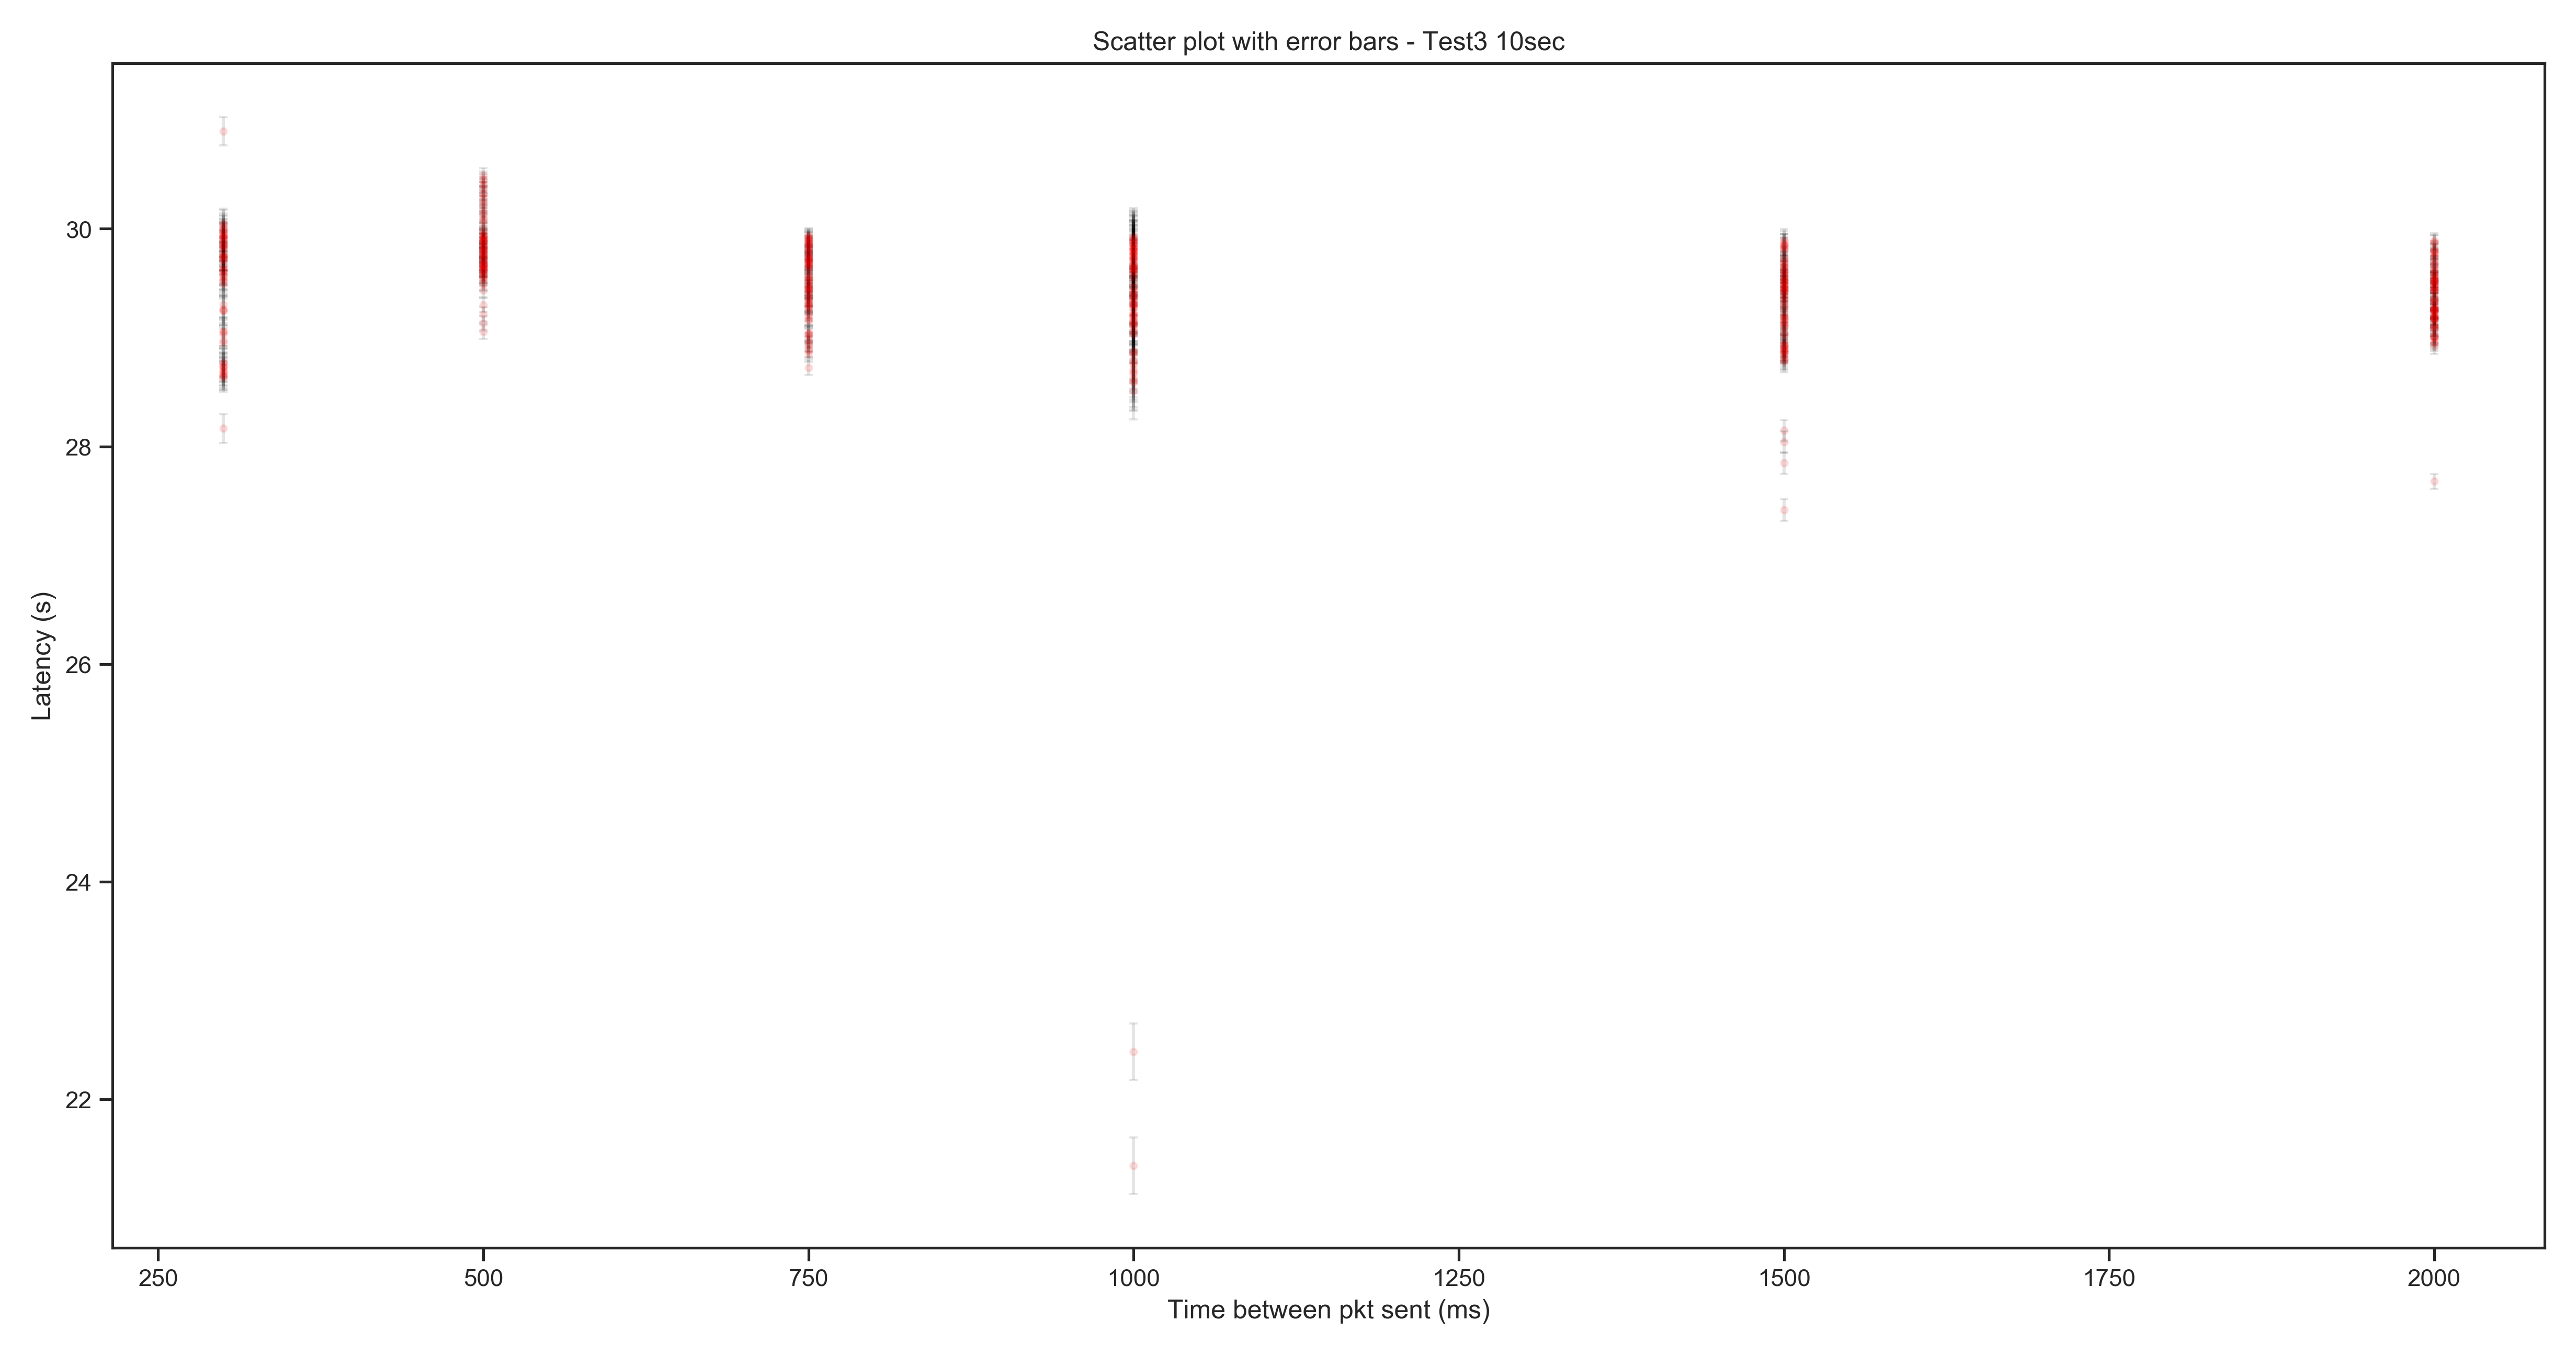 Scatter plot with error bars - Test3 10sec
Latency (s)
30
28
26
24
22
250 500 750 1000 1250 1500 1750 2000
Time between pkt sent (ms)